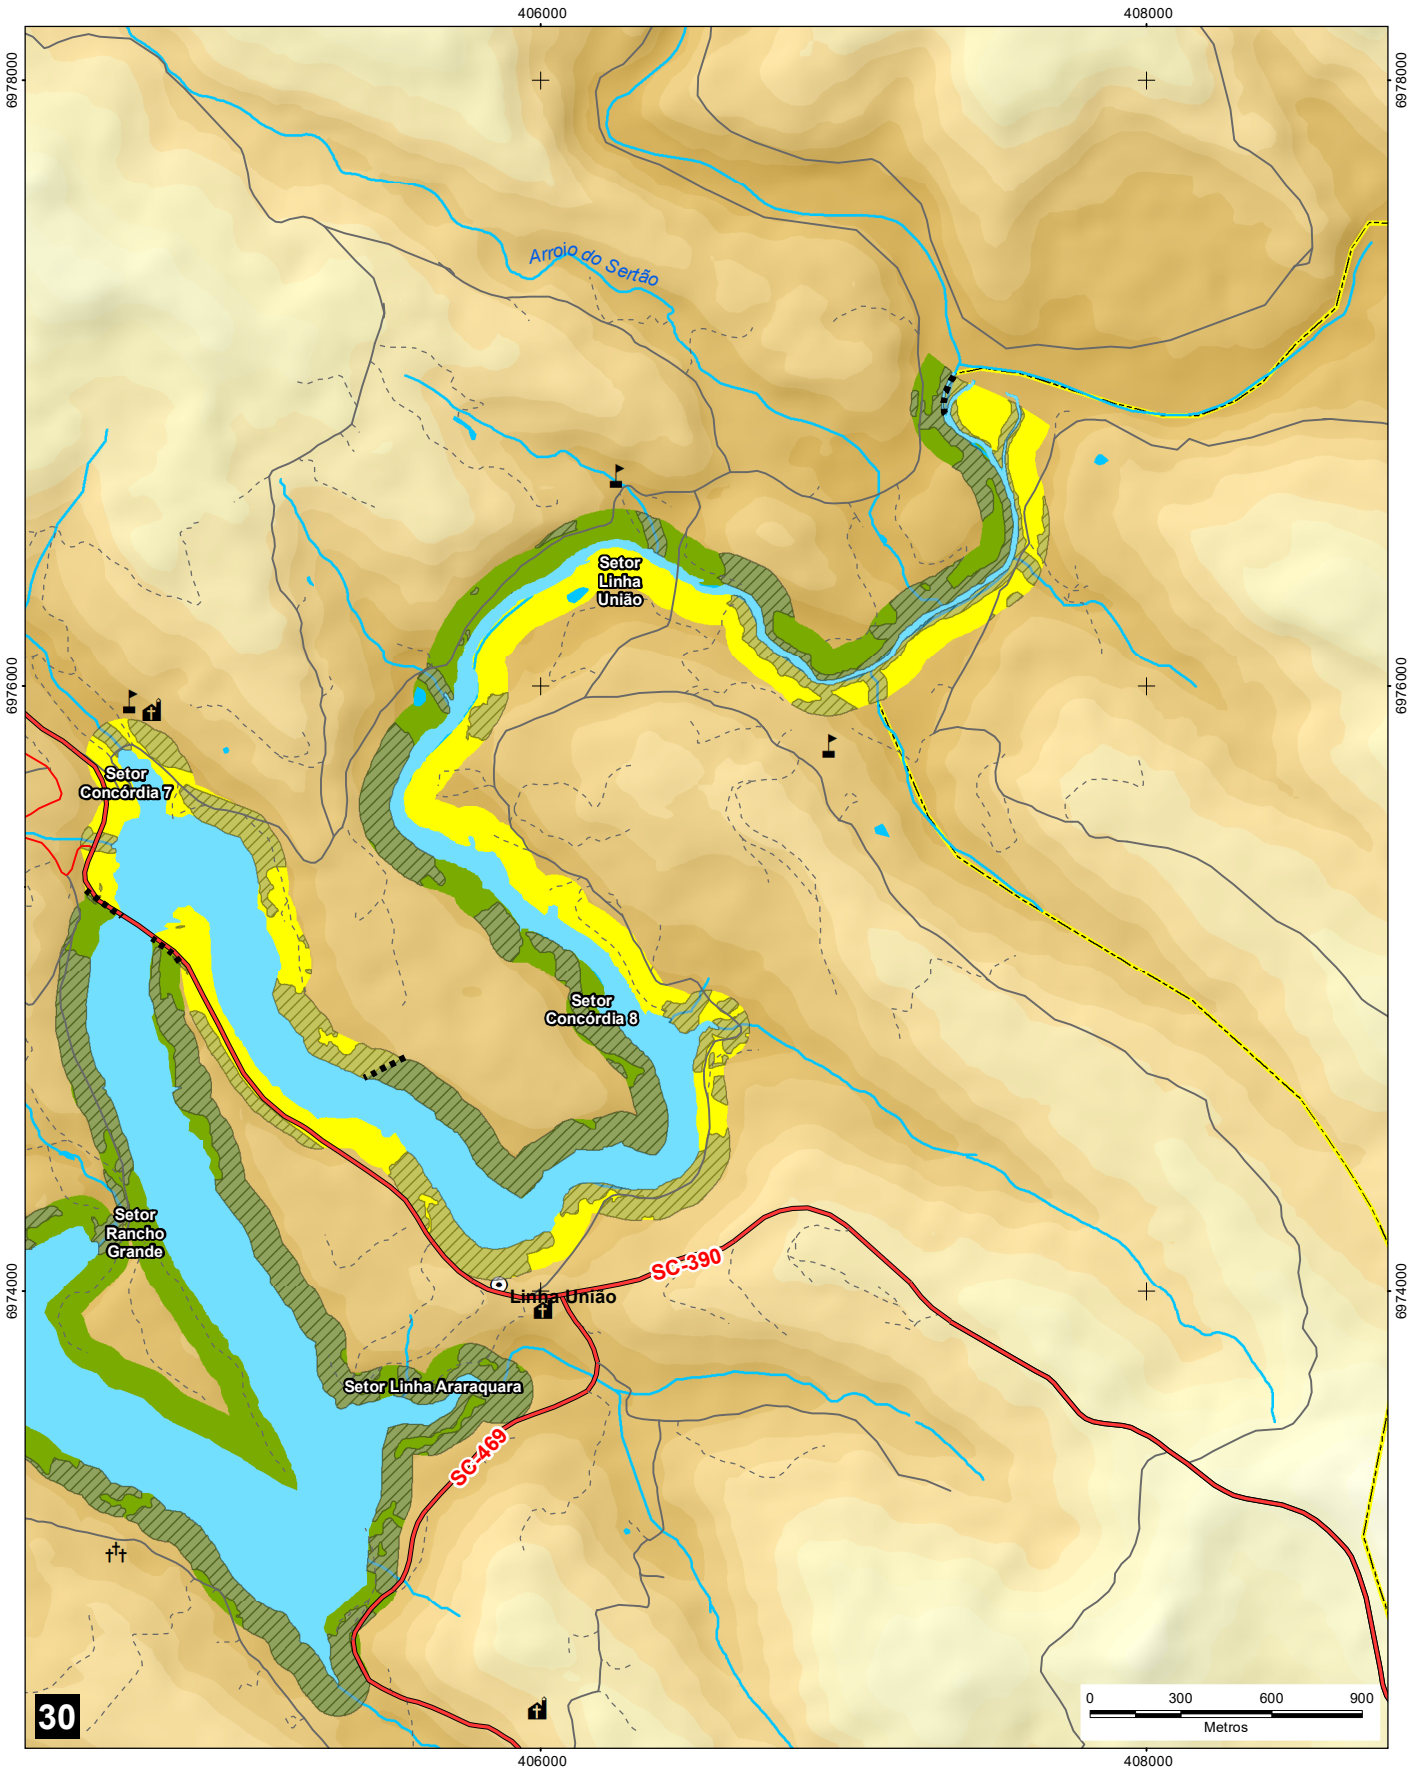 406000
408000
6978000
6978000
Arroio do Sertão
Setor
Linha
União
6976000
6976000
Setor
Concórdia 7
Setor
Concórdia 8
Setor
Rancho
Grande
SC-390
6974000
Linha União
6974000
Setor Linha Araraquara
SC-469
30
0 300 600 900
Metros
406000
408000